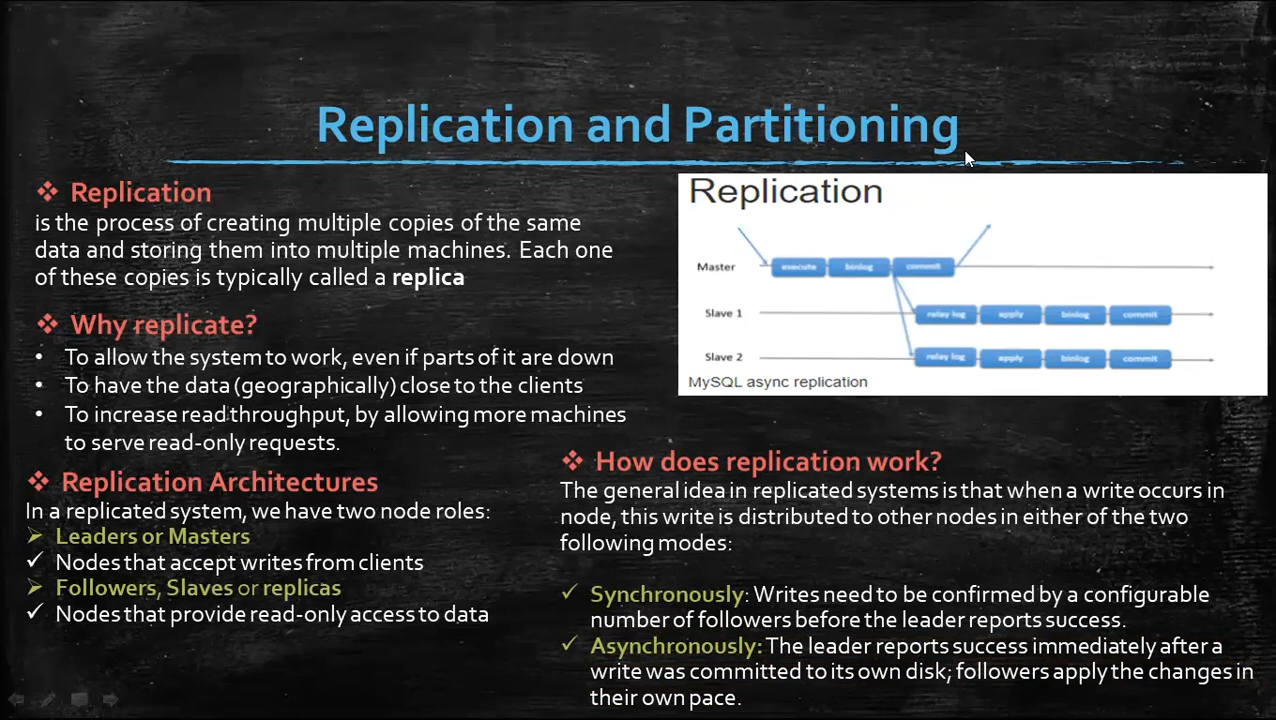 Replication and Partitioning
❖ Replication
is the process of creating multiple copies of the same
data and storing them into multiple machines. Each one
of these copies is typically called a replica
❖ Why replicate?
• To allow the system to work, even if parts of it are down
• To have the data (geographically) close to the clients
• To increase read throughput, by allowing more machines
to serve read-only requests.
❖ Replication Architectures
In a replicated system, we have two node roles:
➢ Leaders or Masters
✓ Nodes that accept writes from clients
➢ Followers, Slaves or replicas
✓ Nodes that provide read-only access to data
Replication
Master execute binlog commit
Slave 1 relay log apply binlog commit
Slave 2 relay log apply binlog commit
MySQL async replication
❖ How does replication work?
The general idea in replicated systems is that when a write occurs in
node, this write is distributed to other nodes in either of the two
following modes:
✓ Synchronously: Writes need to be confirmed by a configurable
number of followers before the leader reports success.
✓ Asynchronously: The leader reports success immediately after a
write was committed to its own disk; followers apply the changes in
their own pace.